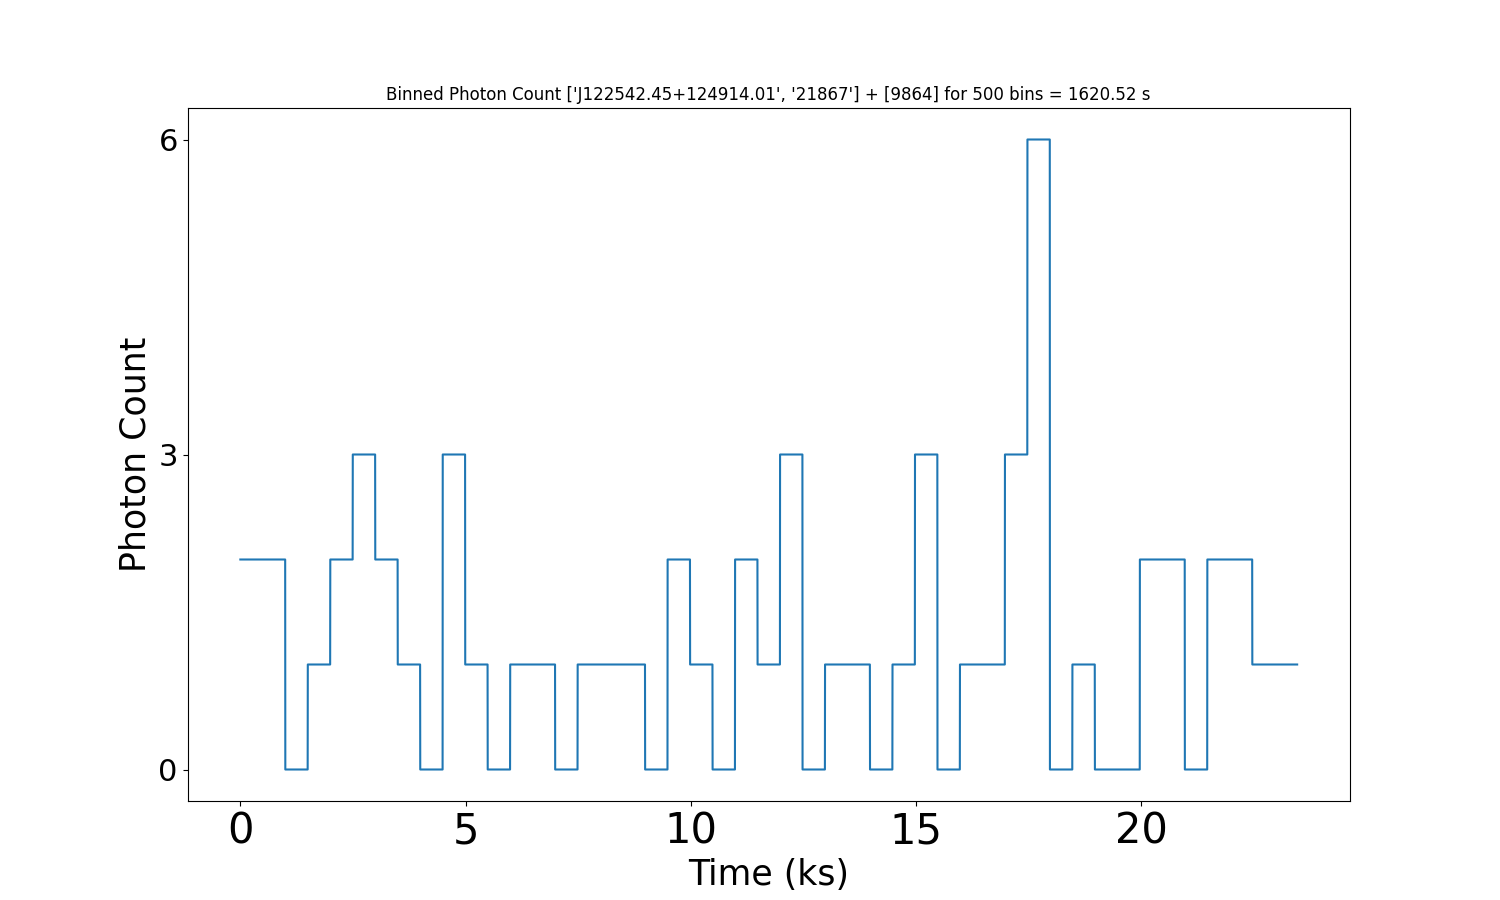 Binned Photon Count ['J122542.45+124914.01', '21867'] + [9864] for 500 bins = 1620.52 s
6
3
0
Photon Count
0 5 10 15 20
Time (ks)